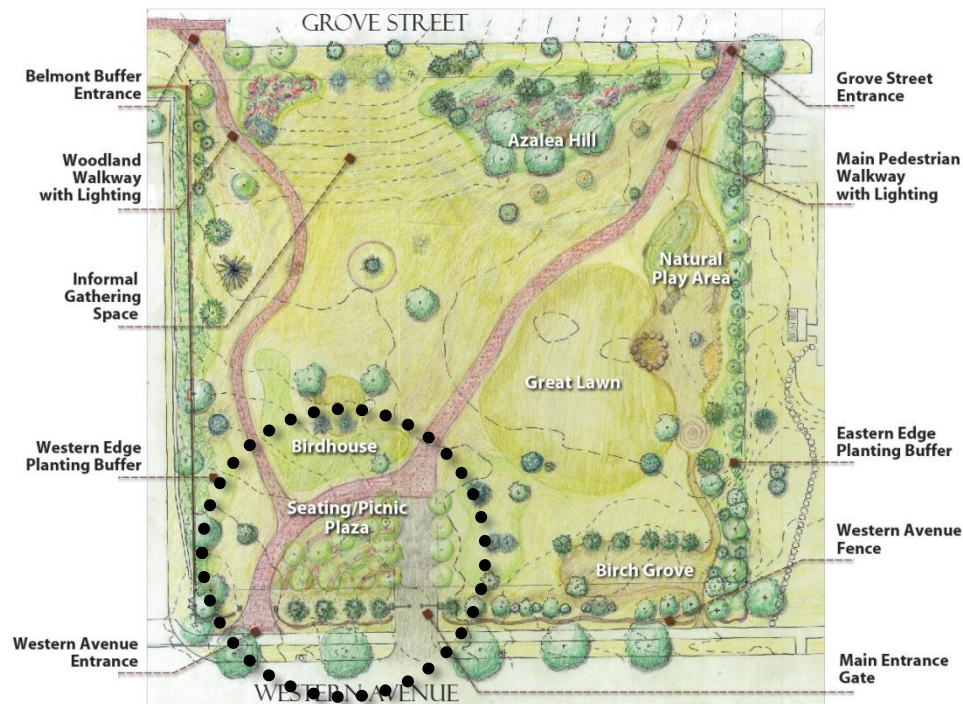 GROVE STREET
Belmont Buffer
Entrance
Woodland
Walkway
with Lighting
Informal
Gathering
Space
Western Edge
Planting Buffer
Western Avenue
Entrance
Azalea Hill
Natural
Play Area
Great Lawn
Birdhouse
Seating/Picnic
Plaza
Birch Grove
Grove Street
Entrance
Main Pedestrian
Walkway
with Lighting
Eastern Edge
Planting Buffer
Western Avenue
Fence
Main Entrance
Gate
WESTERN AVENUE